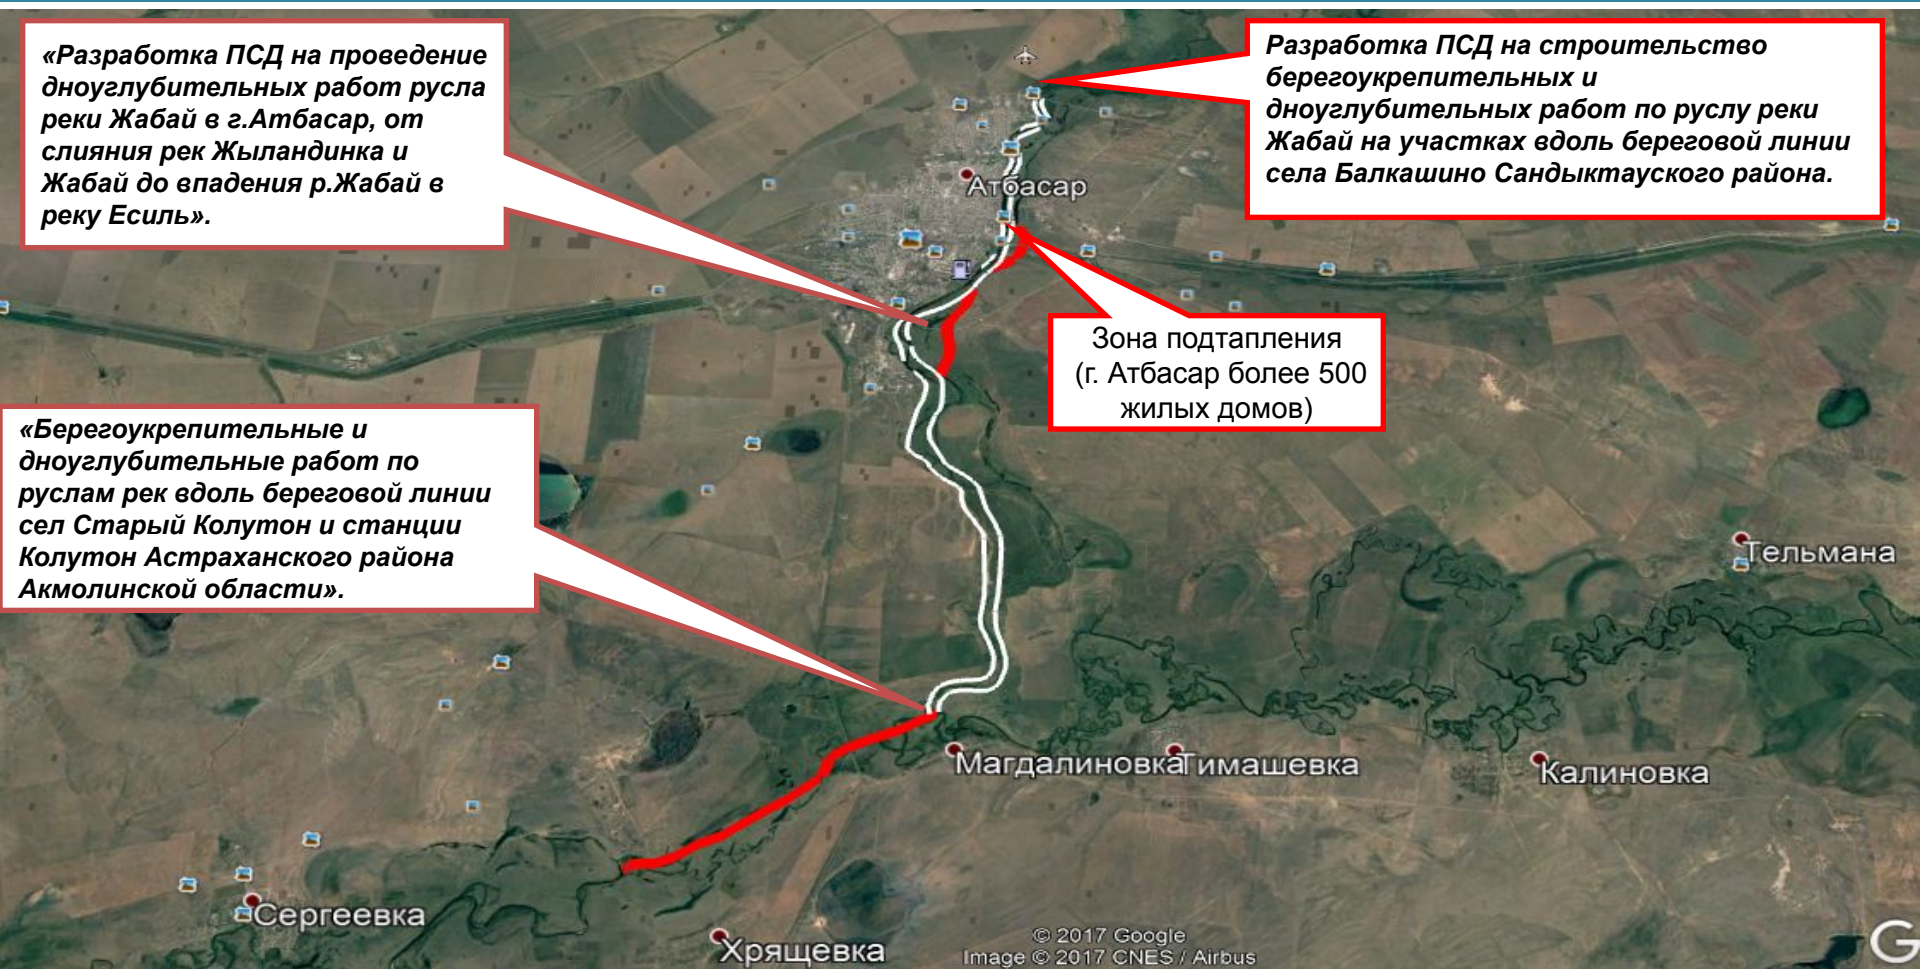 «Разработка ПСД на проведение
дноуглубительных работ русла
реки Жабай в г.Атбасар, от
слияния рек Жыландинка и
Жабай до впадения р.Жабай в
реку Есиль».
Разработка ПСД на строительство
берегоукрепительных и
дноуглубительных работ по руслу реки
Жабай на участках вдоль береговой линии
села Балкашино Сандыктауского района.
Атбасар
Зона подтапления
(г. Атбасар более 500
жилых домов)
«Берегоукрепительные и
дноуглубительные работ по
руслам рек вдоль береговой линии
сел Старый Колутон и станции
Колутон Астраханского района
Акмолинской области».
Тельмана
Магдалиновка
Тимашевка
Калиновка
Сергеевка
Хрящевка
© 2017 Google
Image © 2017 CNES / Airbus
G